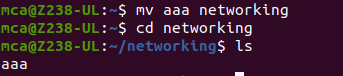 mca@Z238-UL:~$ mv aaa networking
mca@Z238-UL:~$ cd networking
mca@Z238-UL:~/networking$ ls
aaa